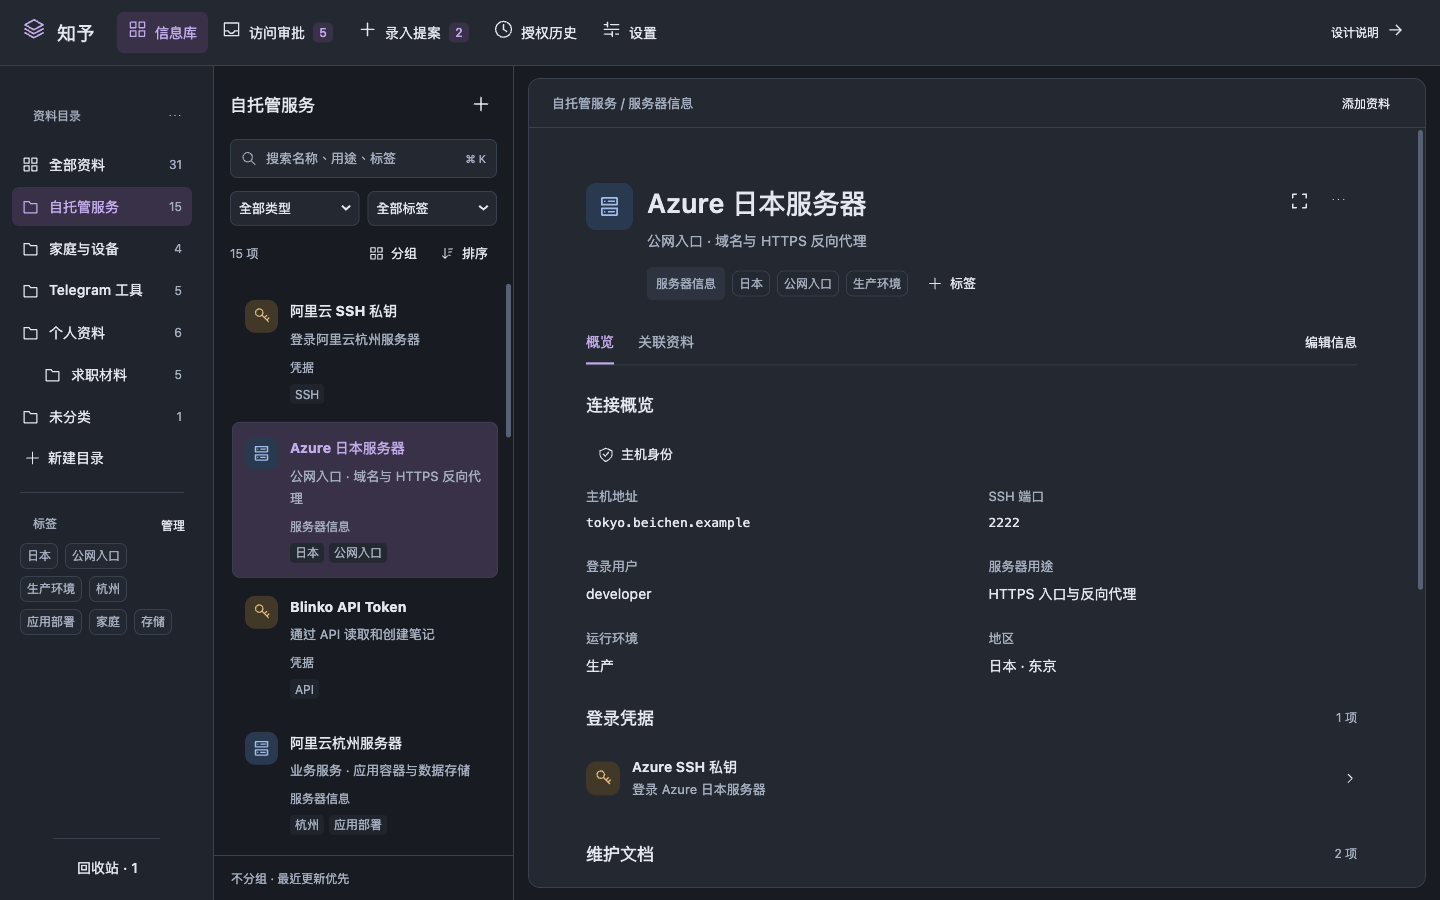 知予
信息库
访问审批 5
录入提案 2
授权历史
设置
设计说明
资料目录
全部资料 31
自托管服务 15
家庭与设备 4
Telegram 工具 5
个人资料 6
求职材料 5
未分类 1
新建目录
标签 管理
日本 公网入口
生产环境 杭州
应用部署 家庭 存储
回收站 · 1
自托管服务
搜索名称、用途、标签 ⌘ K
全部类型 全部标签
15 项 分组 排序
阿里云 SSH 私钥
登录阿里云杭州服务器
凭据
SSH
Azure 日本服务器
公网入口 · 域名与 HTTPS 反向代
理
服务器信息
日本 公网入口
Blinko API Token
通过 API 读取和创建笔记
凭据
API
阿里云杭州服务器
业务服务 · 应用容器与数据存储
服务器信息
杭州 应用部署
不分组 · 最近更新优先
自托管服务 / 服务器信息 添加资料
Azure 日本服务器
公网入口 · 域名与 HTTPS 反向代理
服务器信息 日本 公网入口 生产环境 标签
概览 关联资料 编辑信息
连接概览
主机身份
主机地址 SSH 端口
tokyo.beichen.example 2222
登录用户 服务器用途
developer HTTPS 入口与反向代理
运行环境 地区
生产 日本 · 东京
登录凭据 1 项
Azure SSH 私钥
登录 Azure 日本服务器
维护文档 2 项